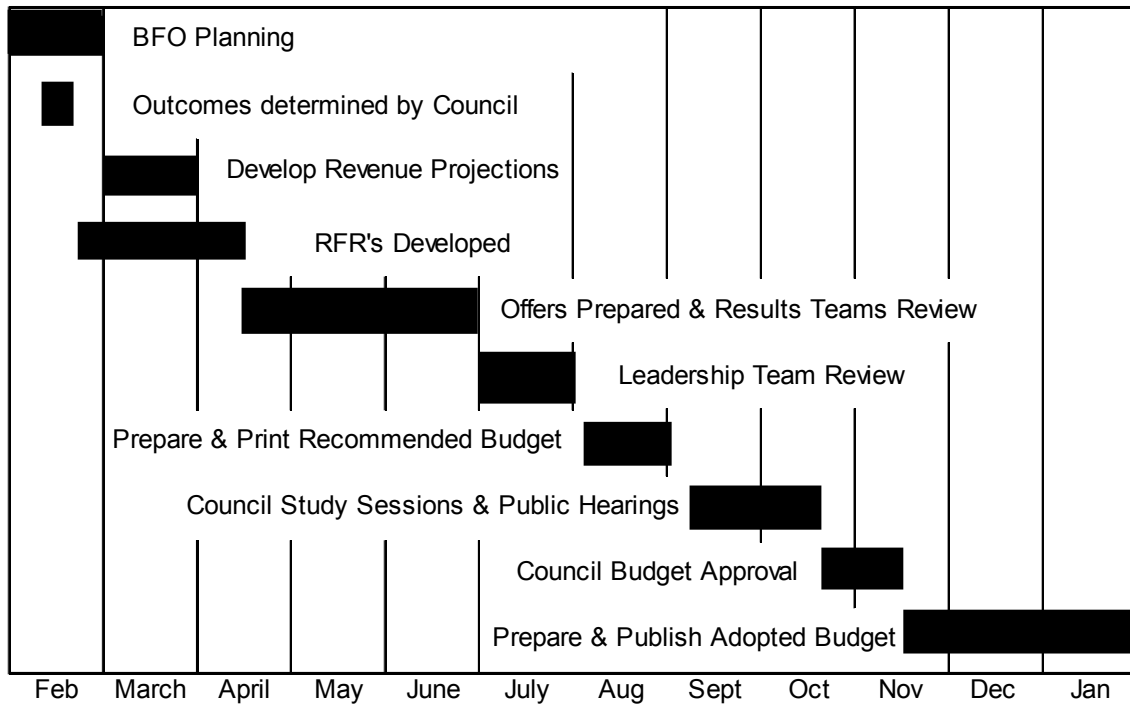 BFO Planning
Outcomes determined by Council
Develop Revenue Projections
RFR's Developed
Offers Prepared & Results Teams Review
Leadership Team Review
Prepare & Print Recommended Budget
Council Study Sessions & Public Hearings
Council Budget Approval
Prepare & Publish Adopted Budget
Feb March April May June July Aug Sept Oct Nov Dec Jan